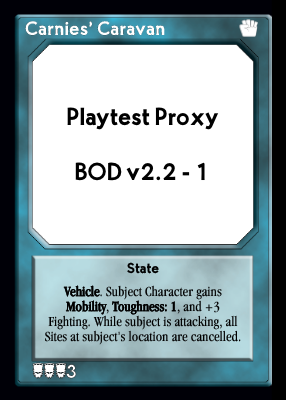 Carnies' Caravan
Playtest Proxy
BOD v2.2 - 1
State
Vehicle. Subject Character gains
Mobility, Toughness: 1, and +3
Fighting. While subject is attacking, all
Sites at subject's location are cancelled.
3